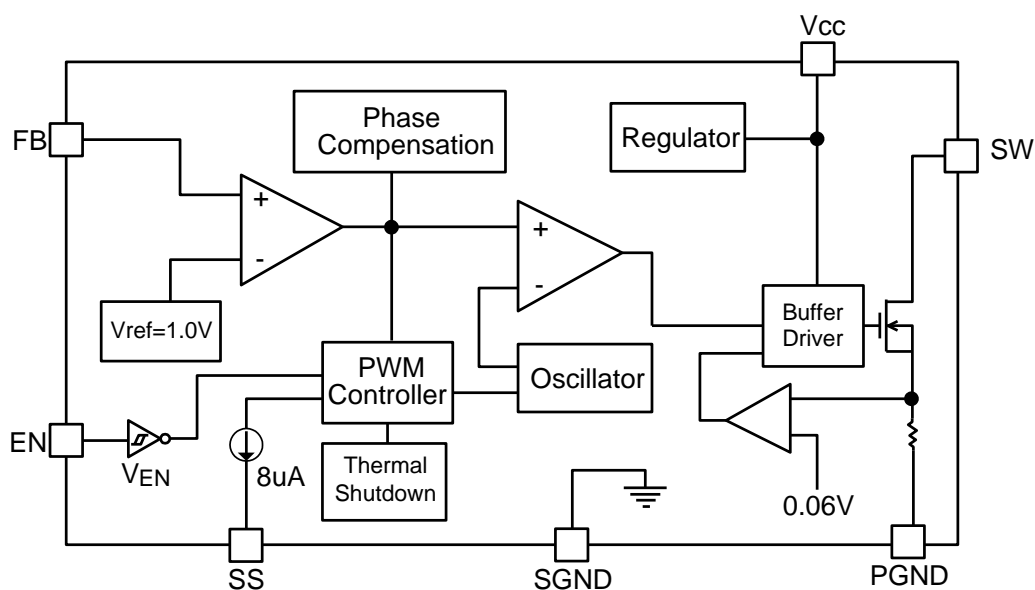 Vcc
FB
Phase
Compensation
Regulator
SW
+
-
+
-
Vref=1.0V
Buffer
Driver
PWM
Controller
Oscillator
EN
VEN
8uA
Thermal
Shutdown
0.06V
SS
SGND
PGND